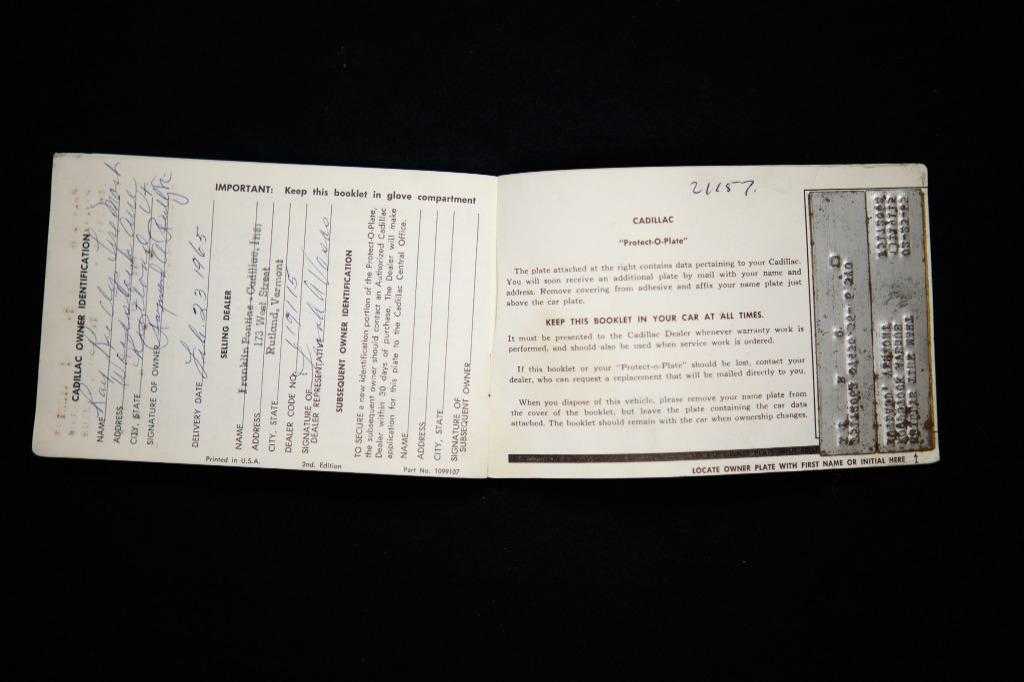 CADILLAC OWNER IDENTIFICATION
NAME
ADDRESS
CITY, STATE
SIGNATURE OF OWNER
DELIVERY DATE Feb. 23 1965
SELLING DEALER
NAME Franklin Pontiac - Cadillac, Inc.
ADDRESS 173 West Street
CITY, STATE Rutland, Vermont
DEALER CODE NO.
SIGNATURE OF
DEALER REPRESENTATIVE
SUBSEQUENT OWNER IDENTIFICATION
TO SECURE a new identification portion of the Protect-O-Plate,
the subsequent owner should contact an Authorized Cadillac
Dealer within 30 days of purchase. The Dealer will make
application for this plate to the Cadillac Central Office.
NAME
ADDRESS
CITY, STATE
SIGNATURE OF
SUBSEQUENT OWNER
IMPORTANT: Keep this booklet in glove compartment
Printed in U.S.A. 2nd. Edition Part No. 1099107
21157.
CADILLAC
"Protect-O-Plate"
The plate attached at the right contains data pertaining to your Cadillac.
You will soon receive an additional plate by mail with your name and
address. Remove covering from adhesive and affix your name plate just
above the car plate.
KEEP THIS BOOKLET IN YOUR CAR AT ALL TIMES.
It must be presented to the Cadillac Dealer whenever warranty work is
performed, and should also be used when service work is ordered.
If this booklet or your "Protect-o-Plate" should be lost, contact your
dealer, who can request a replacement that will be mailed directly to you.
When you dispose of this vehicle, please remove your name plate from
the cover of the booklet, but leave the plate containing the car data
attached. The booklet should remain with the car when ownership changes.
LOCATE OWNER PLATE WITH FIRST NAME OR INITIAL HERE